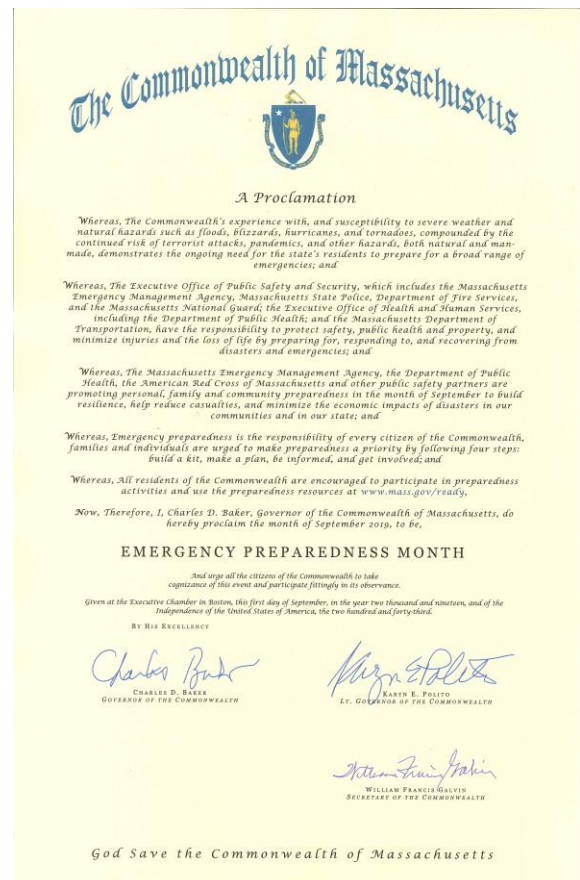 The Commonwealth of Massachusetts
A Proclamation
Whereas, The Commonwealth's experience with, and susceptibility to severe weather and
natural hazards such as floods, blizzards, hurricanes, and tornadoes, compounded by the
continued risk of terrorist attacks, pandemics, and other hazards, both natural and man-
made, demonstrates the ongoing need for the state's residents to prepare for a broad range of
emergencies; and
Whereas, The Executive Office of Public Safety and Security, which includes the Massachusetts
Emergency Management Agency, Massachusetts State Police, Department of Fire Services,
and the Massachusetts National Guard; the Executive Office of Health and Human Services,
including the Department of Public Health; and the Massachusetts Department of
Transportation, have the responsibility to protect safety, public health and property, and
minimize injuries and the loss of life by preparing for, responding to, and recovering from
disasters and emergencies; and
Whereas, The Massachusetts Emergency Management Agency, the Department of Public
Health, the American Red Cross of Massachusetts and other public safety partners are
promoting personal, family and community preparedness in the month of September to build
resilience, help reduce casualties, and minimize the economic impacts of disasters in our
communities and in our state; and
Whereas, Emergency preparedness is the responsibility of every citizen of the Commonwealth,
families and individuals are urged to make preparedness a priority by following four steps:
build a kit, make a plan, be informed, and get involved; and
Whereas, All residents of the Commonwealth are encouraged to participate in preparedness
activities and use the preparedness resources at www.mass.gov/ready,
Now, Therefore, I, Charles D. Baker, Governor of the Commonwealth of Massachusetts, do
hereby proclaim the month of September 2019, to be,
EMERGENCY PREPAREDNESS MONTH
And urge all the citizens of the Commonwealth to take
cognizance of this event and participate fittingly in its observance.
Given at the Executive Chamber in Boston, this first day of September, in the year two thousand and nineteen, and of the
Independence of the United States of America, the two hundred and forty-third.
BY HIS EXCELLENCY
Charles Baker
CHARLES D. BAKER
GOVERNOR OF THE COMMONWEALTH
Karyn E Polito
KARYN E. POLITO
LT. GOVERNOR OF THE COMMONWEALTH
William Francis Galvin
WILLIAM FRANCIS GALVIN
SECRETARY OF THE COMMONWEALTH
God Save the Commonwealth of Massachusetts